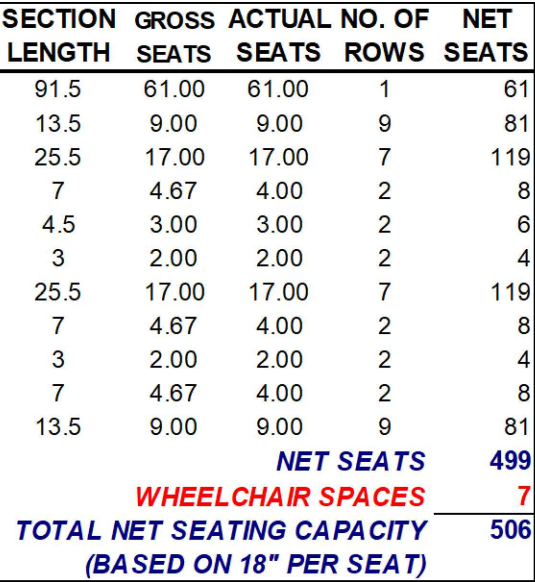 SECTION GROSS ACTUAL NO. OF NET
LENGTH SEATS SEATS ROWS SEATS
91.5 61.00 61.00 1 61
13.5 9.00 9.00 9 81
25.5 17.00 17.00 7 119
7 4.67 4.00 2 8
4.5 3.00 3.00 2 6
3 2.00 2.00 2 4
25.5 17.00 17.00 7 119
7 4.67 4.00 2 8
3 2.00 2.00 2 4
7 4.67 4.00 2 8
13.5 9.00 9.00 9 81
NET SEATS 499
WHEELCHAIR SPACES 7
TOTAL NET SEATING CAPACITY 506
(BASED ON 18" PER SEAT)